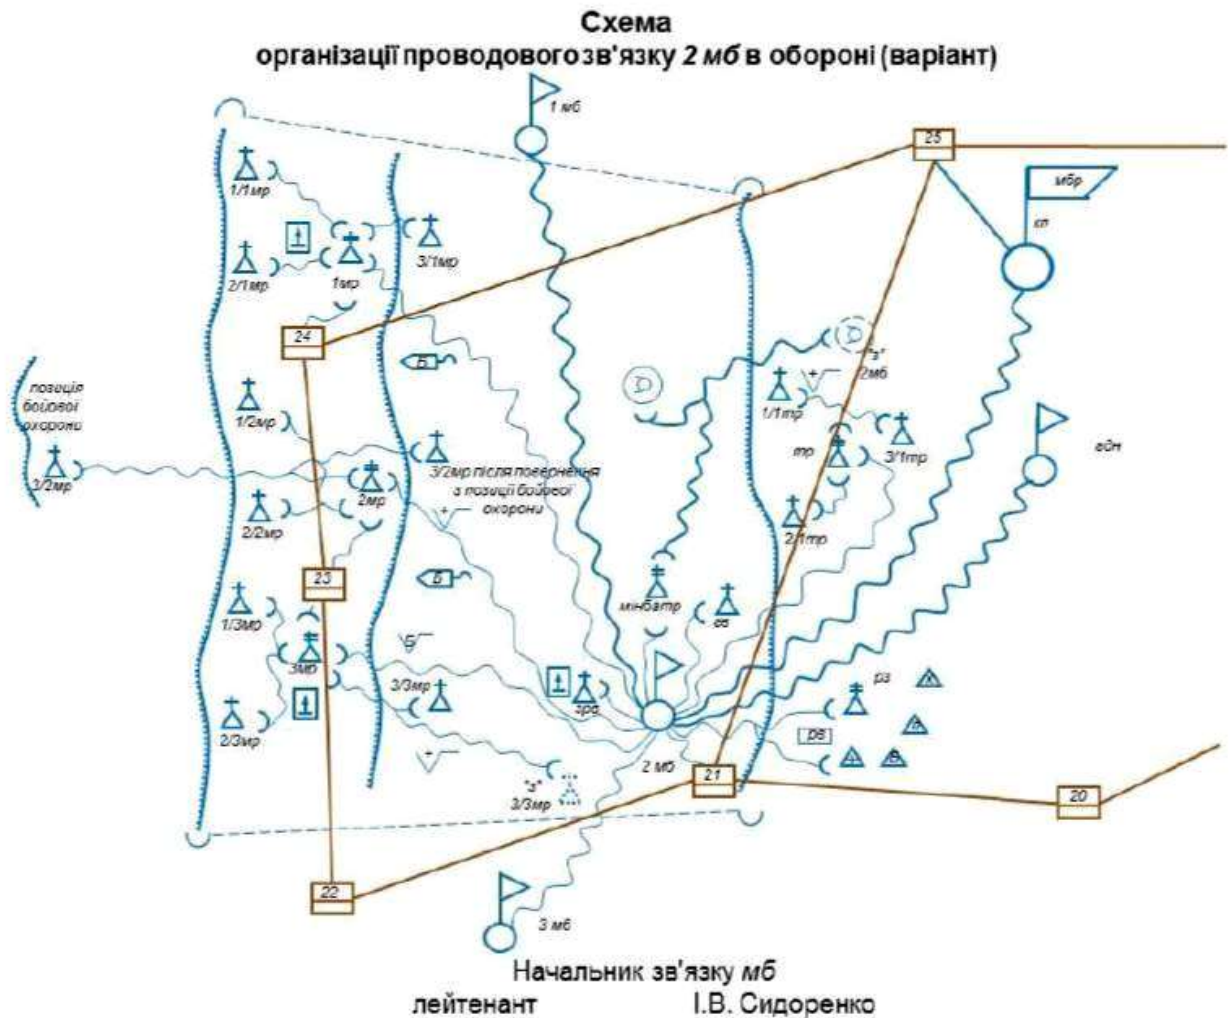 Схема
організації проводового зв'язку 2 мб в обороні (варіант)
1 мб
25
мбр
кп
1/1мр
3/1мр
2/1мр
1мр
24
Б
"з"
2мб
позиція
бойової
охорони
1/2мр
1/1тр
тр
3/1тр
3/2мр
3/2мр після повернення
з позиції бойової
охорони
2мр
2/2мр
2/1тр
23
Б
мінбатр
1/3мр
3мр
Б
3/3мр
2/3мр
рз
рв
2 мб
21
20
"з"
3/3мр
22
3 мб
Начальник зв'язку мб
лейтенант І.В. Сидоренко